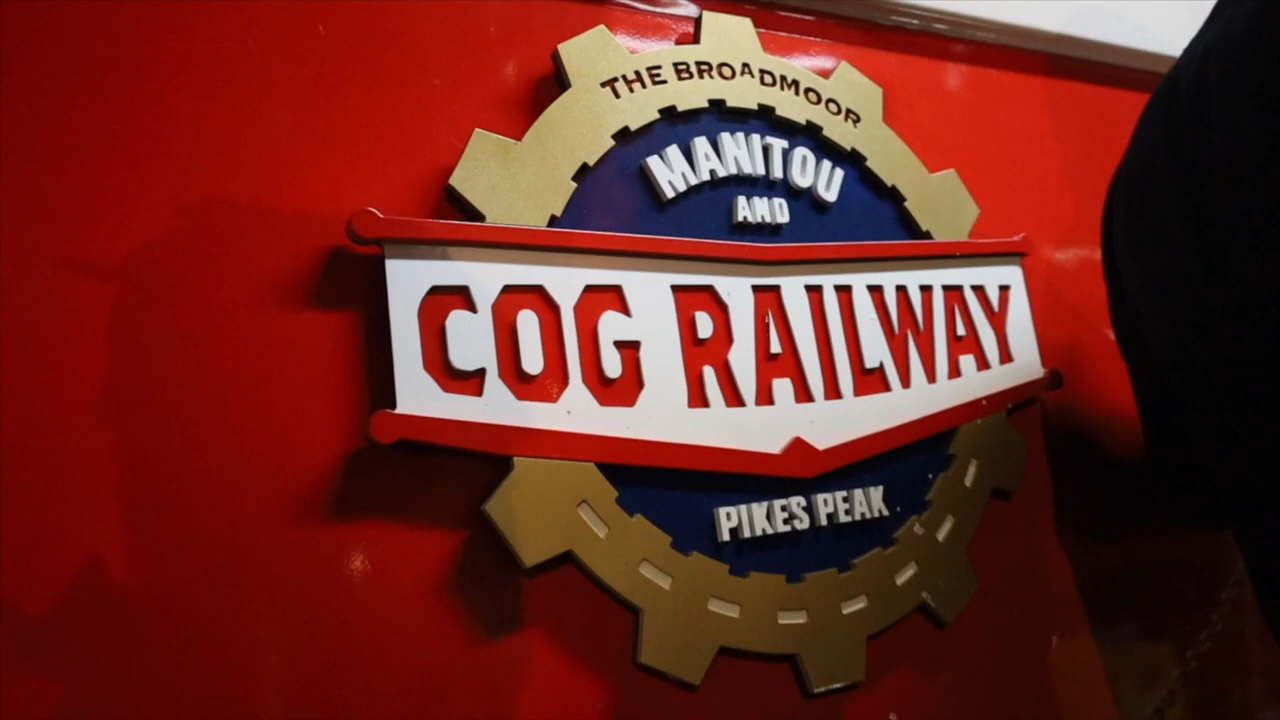 THE BROADMOOR
MANITOU
AND
COG RAILWAY
PIKES PEAK